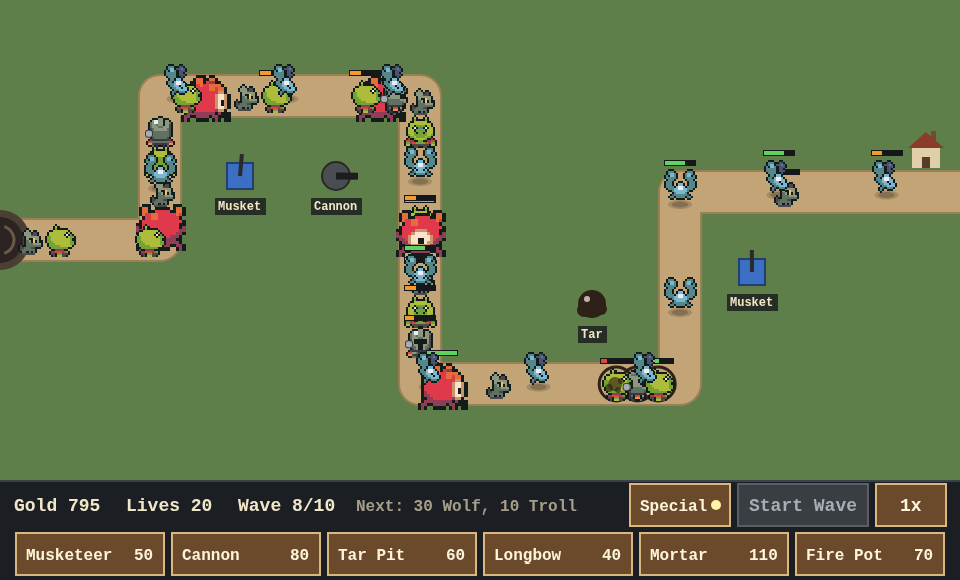 Musket
Cannon
Musket
Tar
Gold 795 Lives 20 Wave 8/10 Next: 30 Wolf, 10 Troll Special Start Wave 1x
Musketeer 50 Cannon 80 Tar Pit 60 Longbow 40 Mortar 110 Fire Pot 70